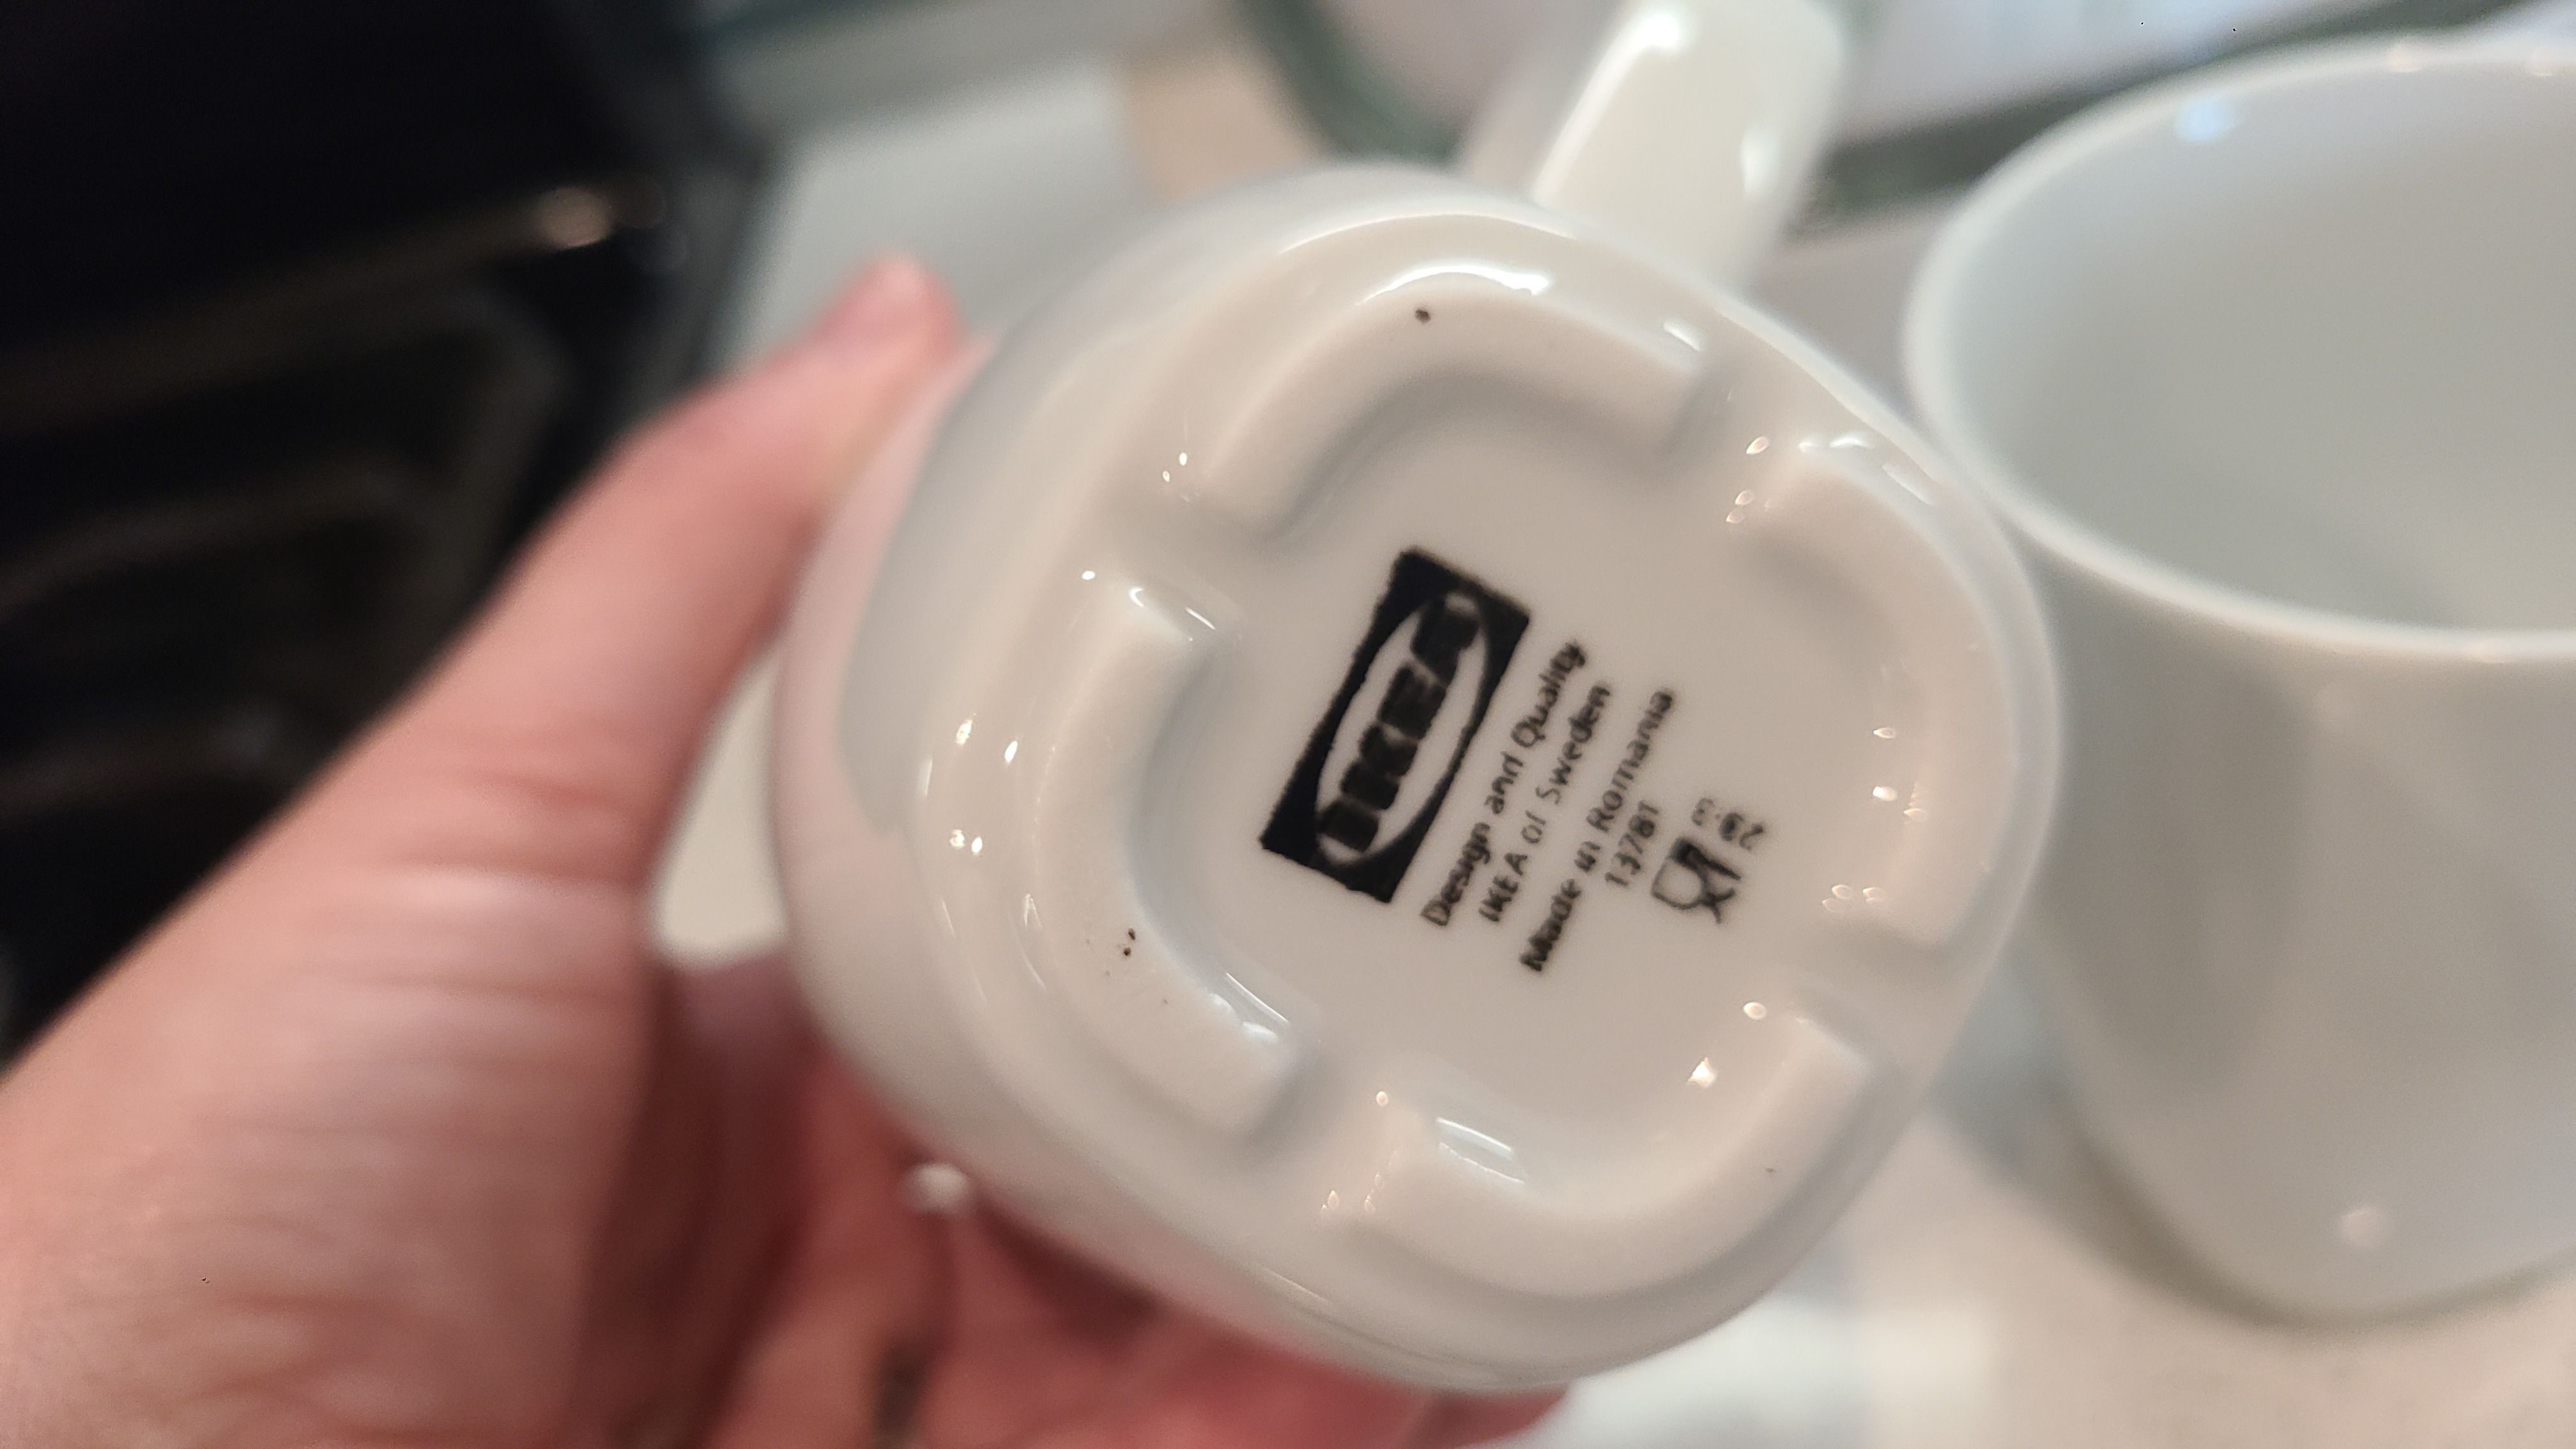 IKEA
Design and Quality
IKEA of Sweden
Made in Romania
13781